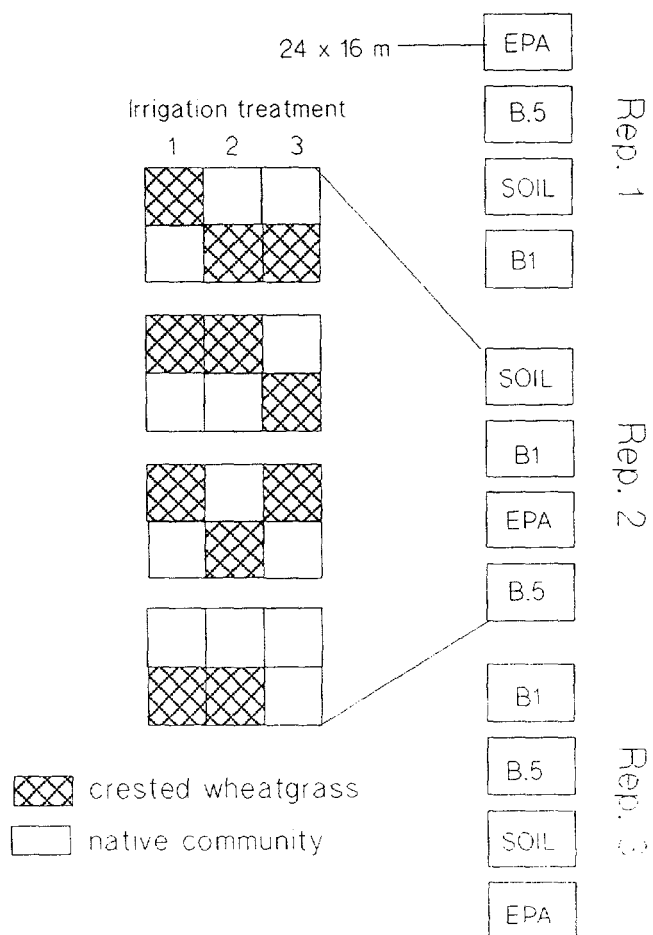 24 x 16 m
EPA
B.5
SOIL
B1
Rep. 1
Irrigation treatment
1 2 3
SOIL
B1
EPA
B.5
Rep. 2
B1
B.5
SOIL
EPA
Rep. 3
crested wheatgrass
native community